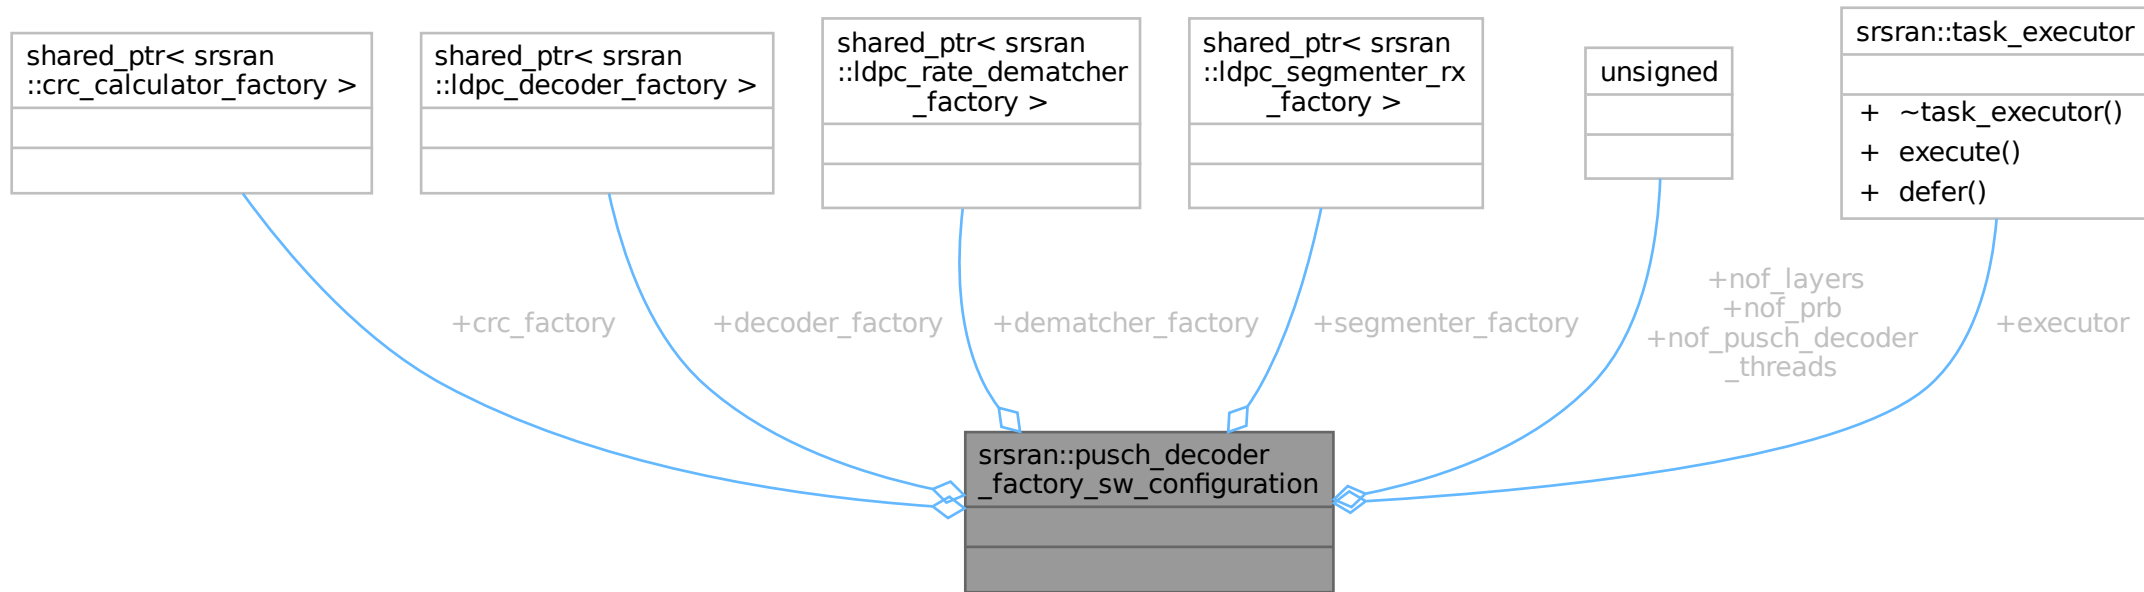 shared_ptr< srsran
::crc_calculator_factory >
shared_ptr< srsran
::ldpc_decoder_factory >
shared_ptr< srsran
::ldpc_rate_dematcher
_factory >
shared_ptr< srsran
::ldpc_segmenter_rx
_factory >
unsigned
srsran::task_executor
+ ~task_executor()
+ execute()
+ defer()
+crc_factory
+decoder_factory
+dematcher_factory
+segmenter_factory
+nof_layers
+nof_prb
+nof_pusch_decoder
_threads
+executor
srsran::pusch_decoder
_factory_sw_configuration